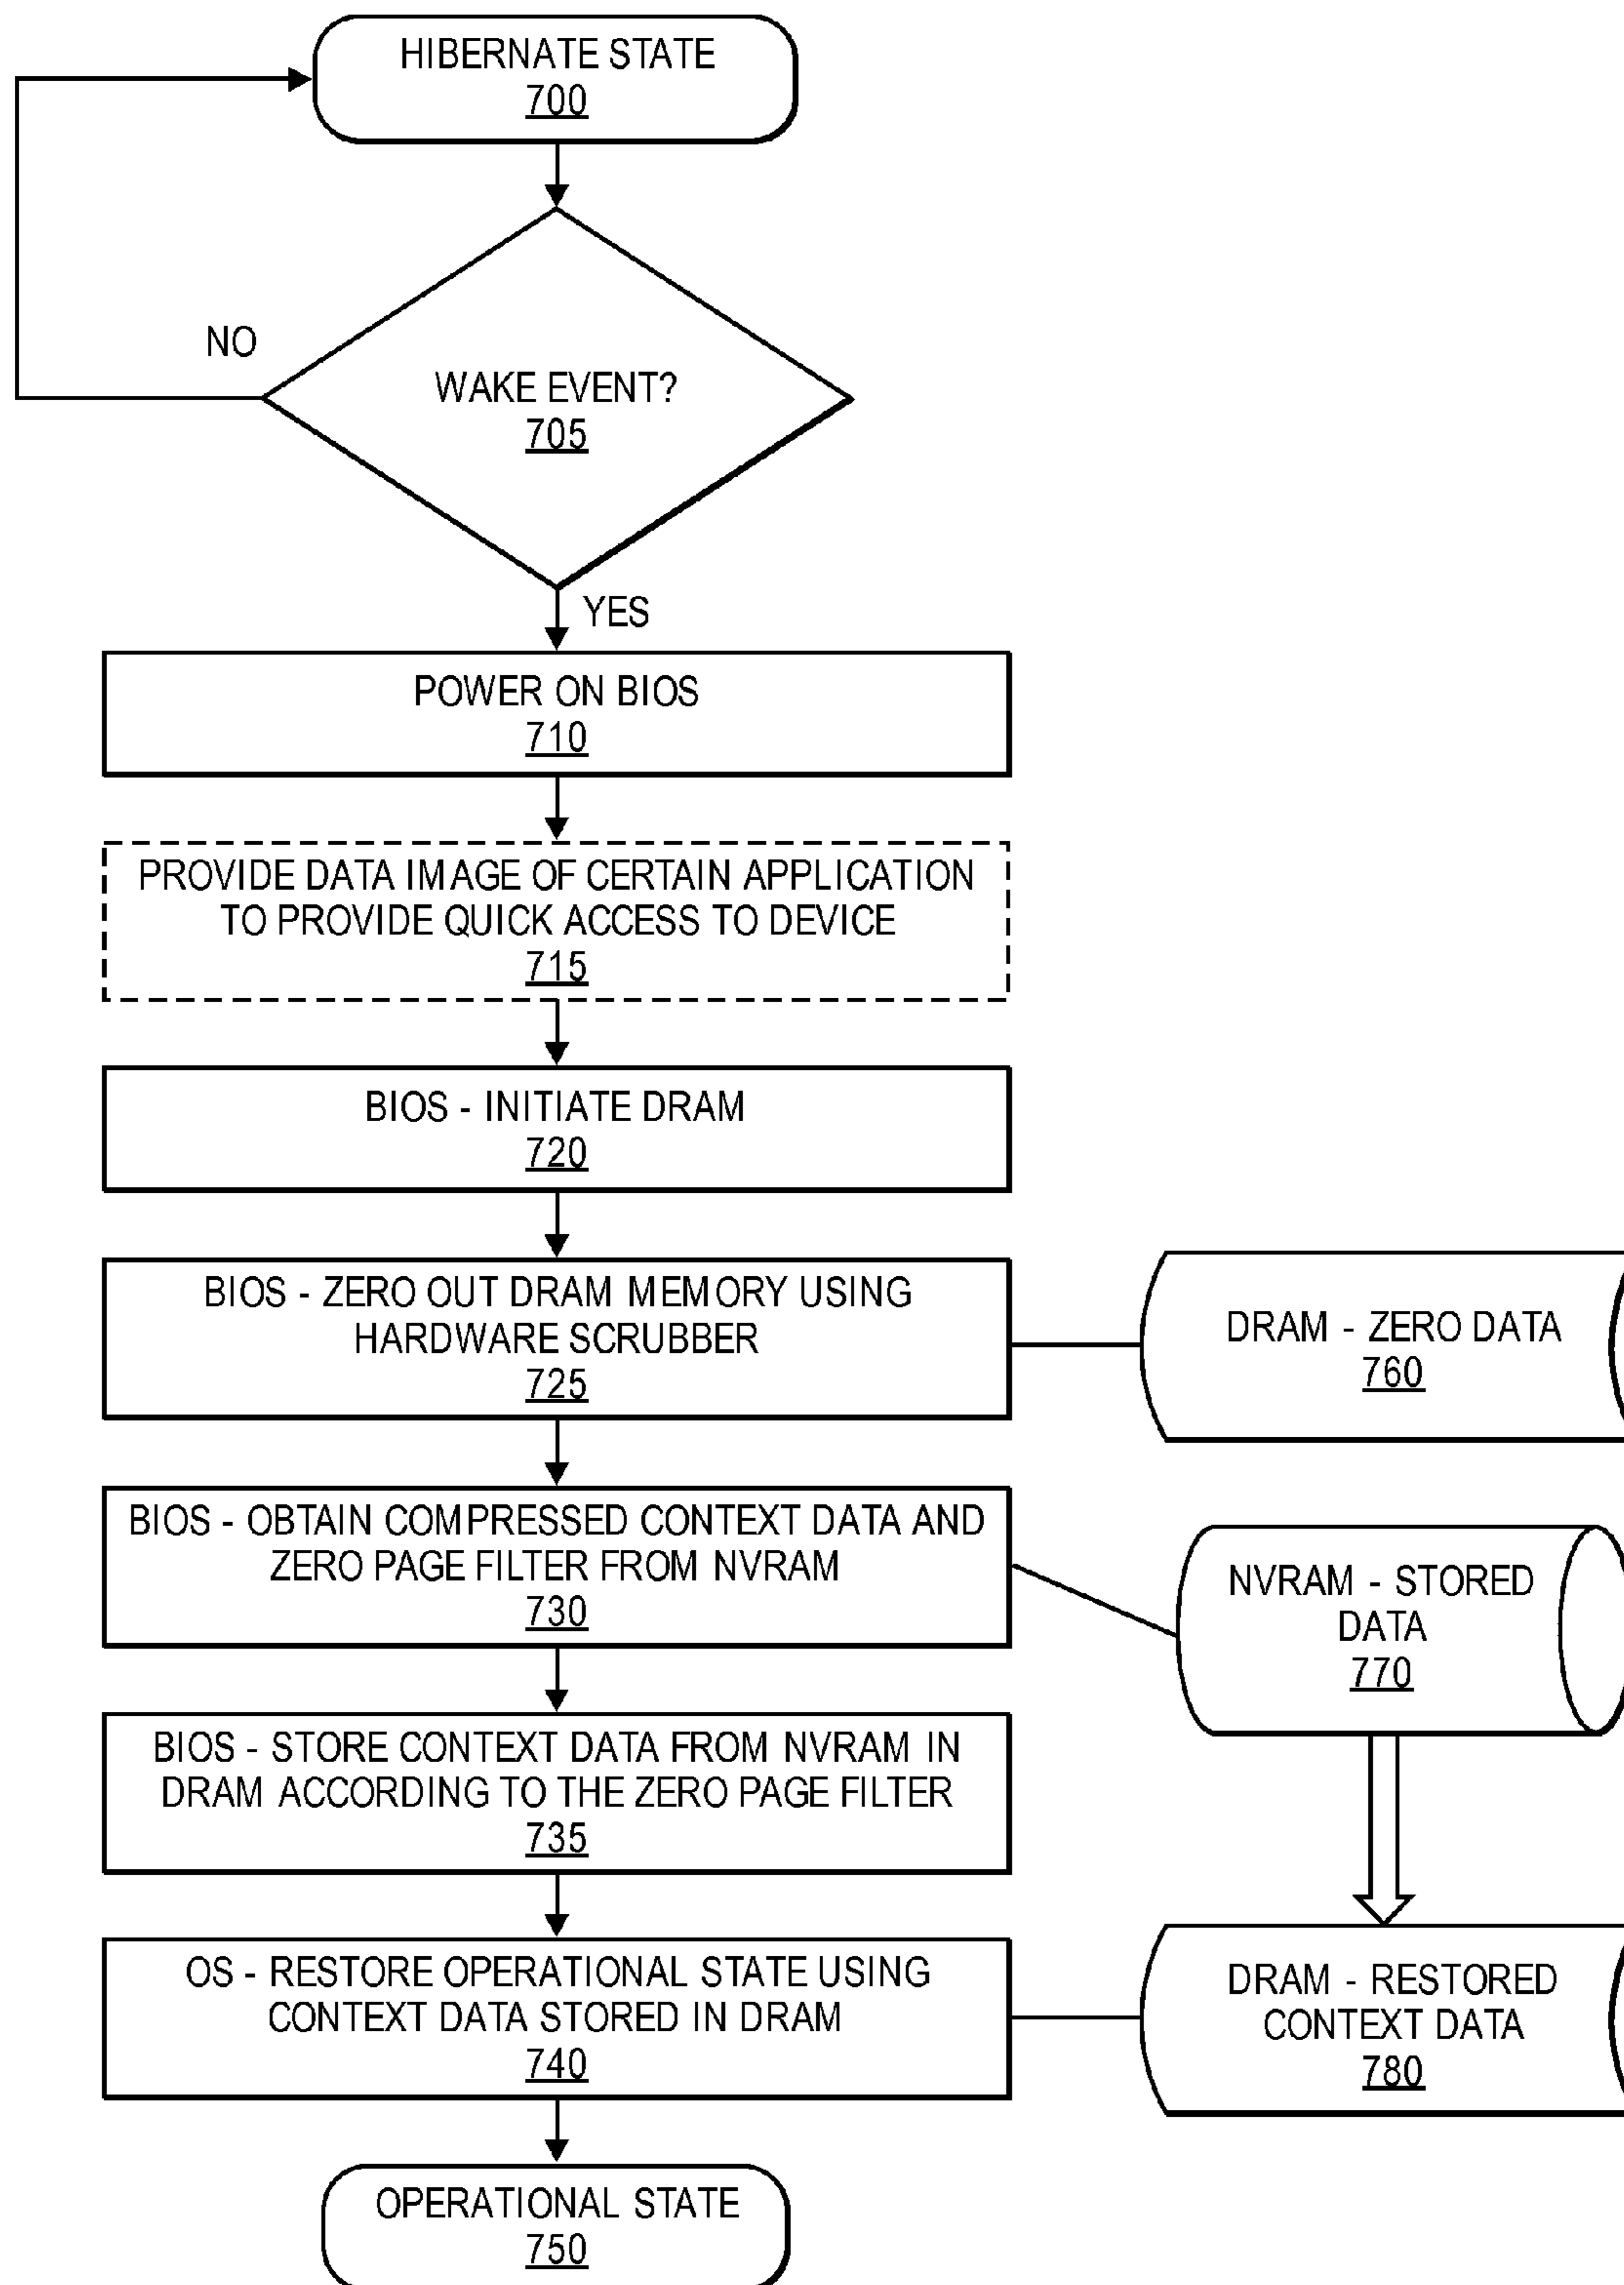 HIBERNATE STATE
700
NO
WAKE EVENT?
705
YES
POWER ON BIOS
710
PROVIDE DATA IMAGE OF CERTAIN APPLICATION
TO PROVIDE QUICK ACCESS TO DEVICE
715
BIOS - INITIATE DRAM
720
BIOS - ZERO OUT DRAM MEMORY USING
HARDWARE SCRUBBER
725
DRAM - ZERO DATA
760
BIOS - OBTAIN COMPRESSED CONTEXT DATA AND
ZERO PAGE FILTER FROM NVRAM
730
NVRAM - STORED
DATA
770
BIOS - STORE CONTEXT DATA FROM NVRAM IN
DRAM ACCORDING TO THE ZERO PAGE FILTER
735
OS - RESTORE OPERATIONAL STATE USING
CONTEXT DATA STORED IN DRAM
740
DRAM - RESTORED
CONTEXT DATA
780
OPERATIONAL STATE
750